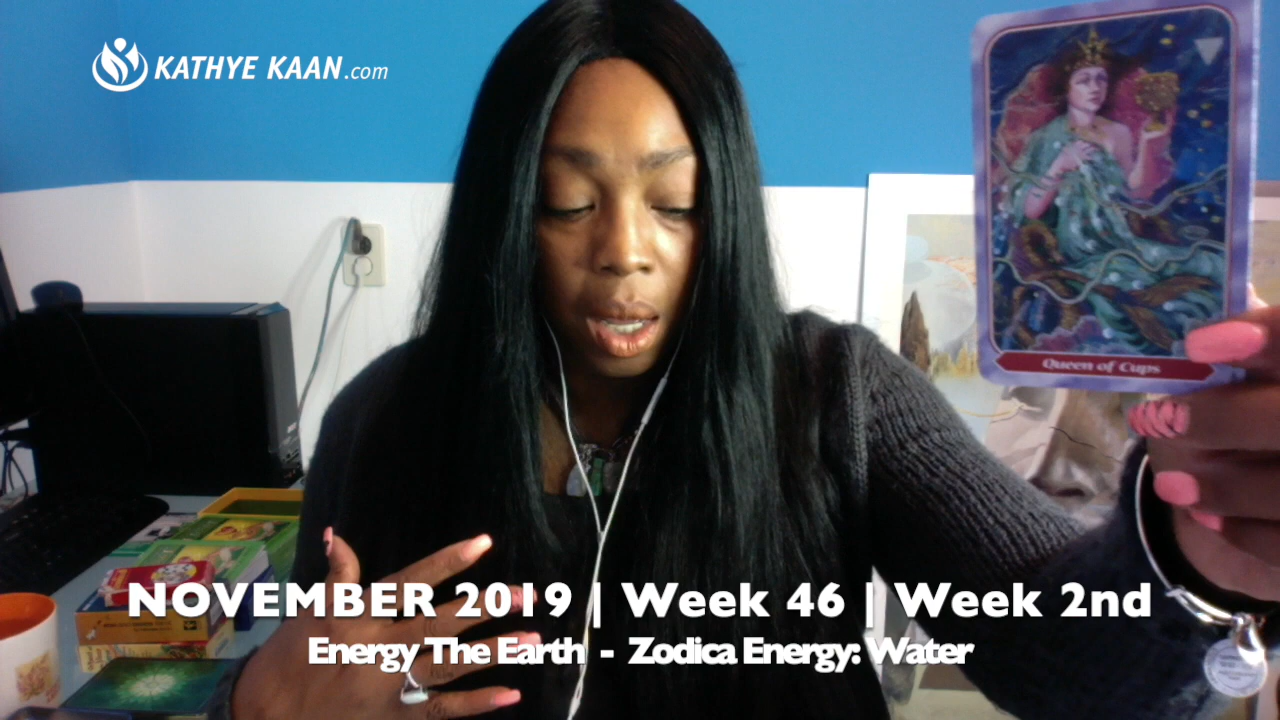 KATHYE KAAN.com
Queen of Cups
NOVEMBER 2019 | Week 46 | Week 2nd
Energy The Earth - Zodica Energy: Water